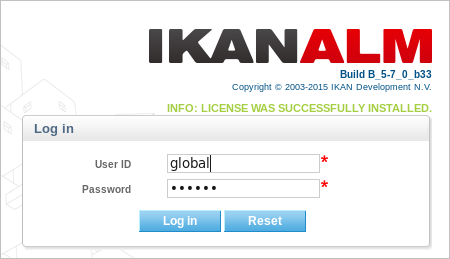 IKANALM
Build B_5-7_0_b33
Copyright © 2003-2015 IKAN Development N.V.
INFO: LICENSE WAS SUCCESSFULLY INSTALLED.
Log in
User ID global *
Password •••••• *
Log in Reset